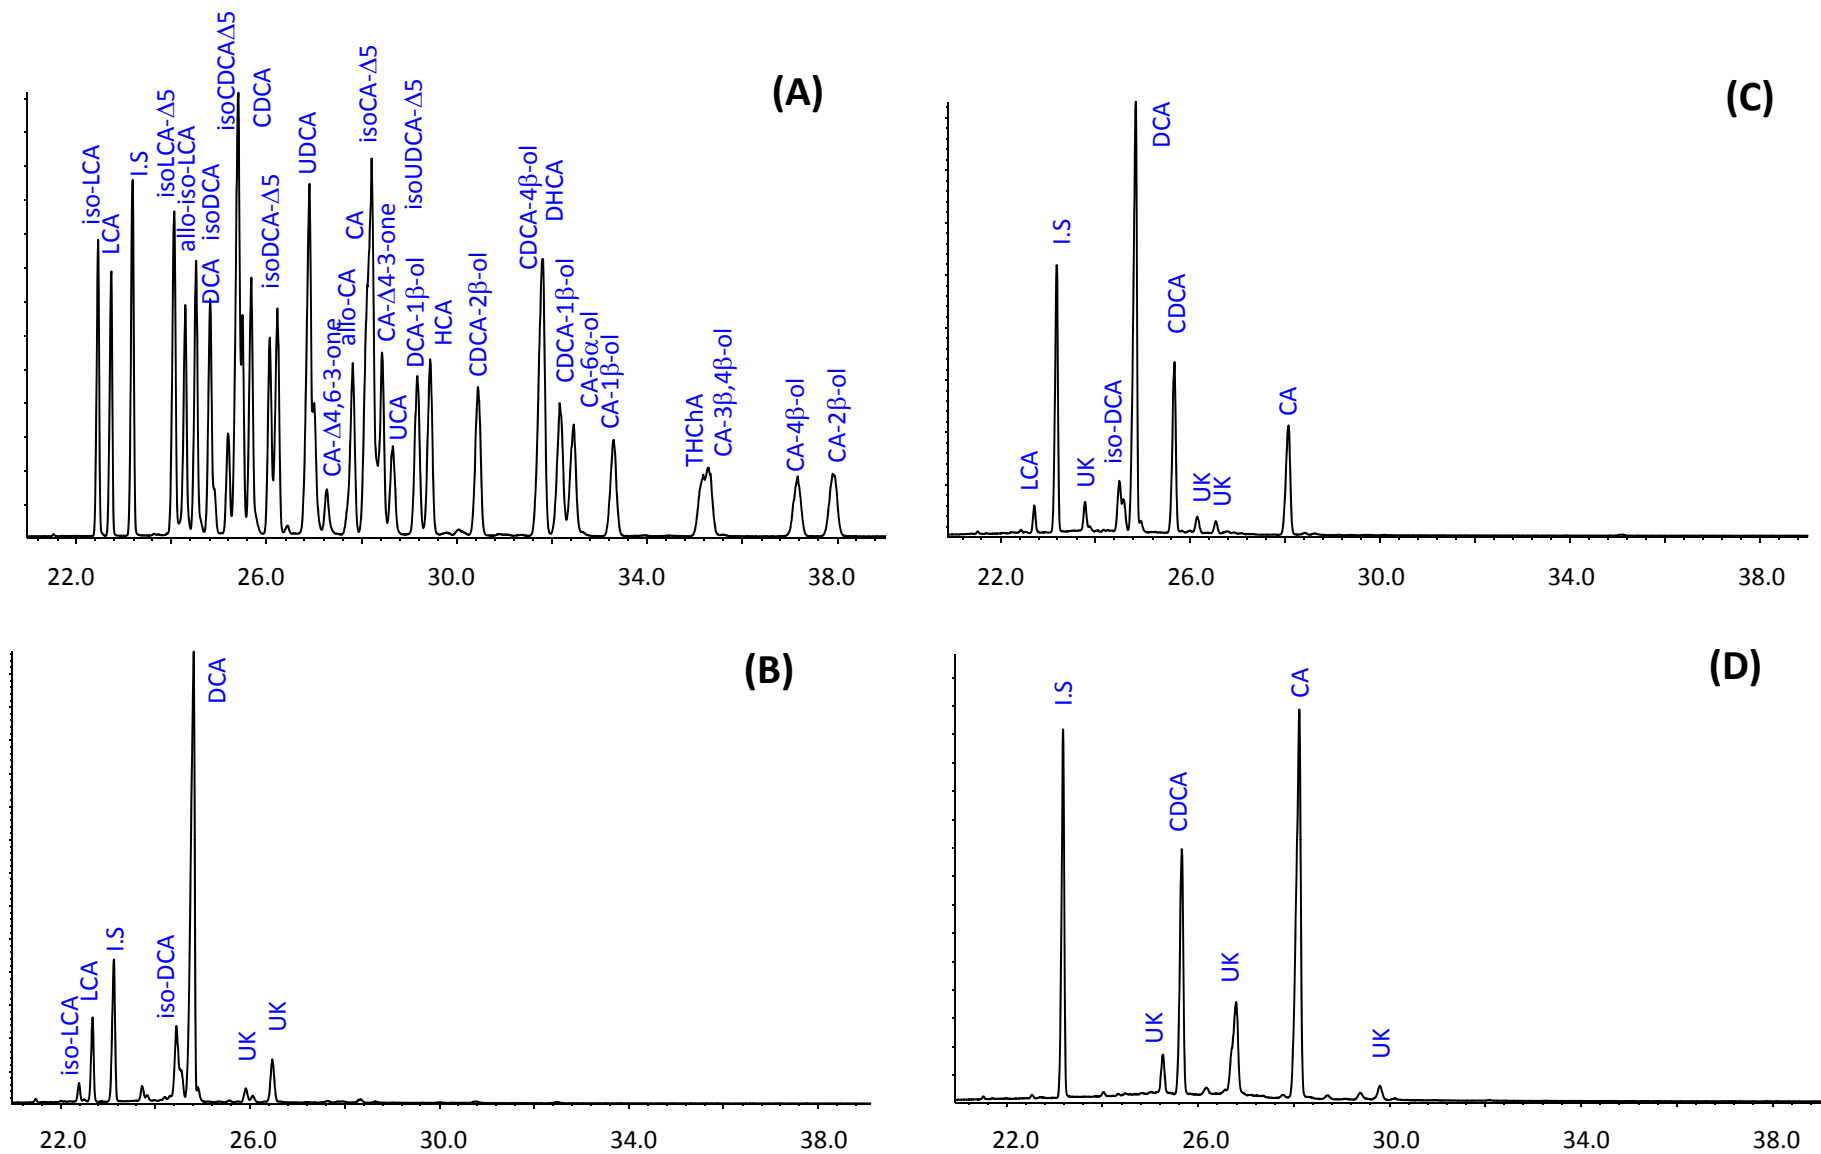 (A)
iso-LCA
LCA
I.S
isoLCA-Δ5
allo-iso-LCA
isoDCA
DCA
isoCDCAΔ5
CDCA
isoDCA-Δ5
UDCA
CA-Δ4,6-3-one
allo-CA
CA
isoCA-Δ5
CA-Δ4-3-one
UCA
isoUDCA-Δ5
DCA-1β-ol
HCA
CDCA-2β-ol
CDCA-4β-ol
DHCA
CDCA-1β-ol
CA-6α-ol
CA-1β-ol
THChA
CA-3β,4β-ol
CA-4β-ol
CA-2β-ol
22.0 26.0 30.0 34.0 38.0
(C)
LCA
I.S
UK
iso-DCA
DCA
CDCA
UK
UK
CA
22.0 26.0 30.0 34.0 38.0
(B)
iso-LCA
LCA
I.S
iso-DCA
DCA
UK
UK
22.0 26.0 30.0 34.0 38.0
(D)
I.S
UK
CDCA
UK
CA
UK
22.0 26.0 30.0 34.0 38.0